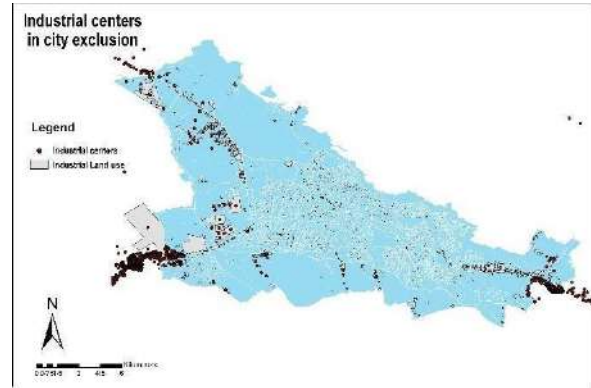 Industrial centers
in city exclusion
Legend
Industrial centers
Industrial Land use
N